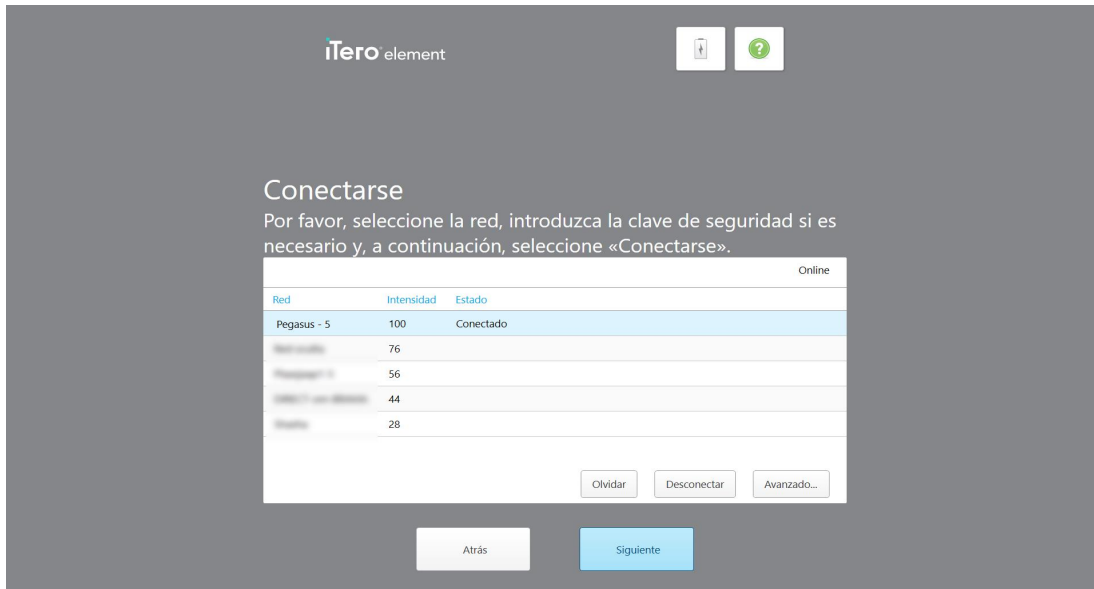 iTero element
Conectarse
Por favor, seleccione la red, introduzca la clave de seguridad si es
necesario y, a continuación, seleccione «Conectarse».
Online
Red Intensidad Estado
Pegasus - 5 100 Conectado
76
56
44
28
Olvidar Desconectar Avanzado...
Atrás Siguiente